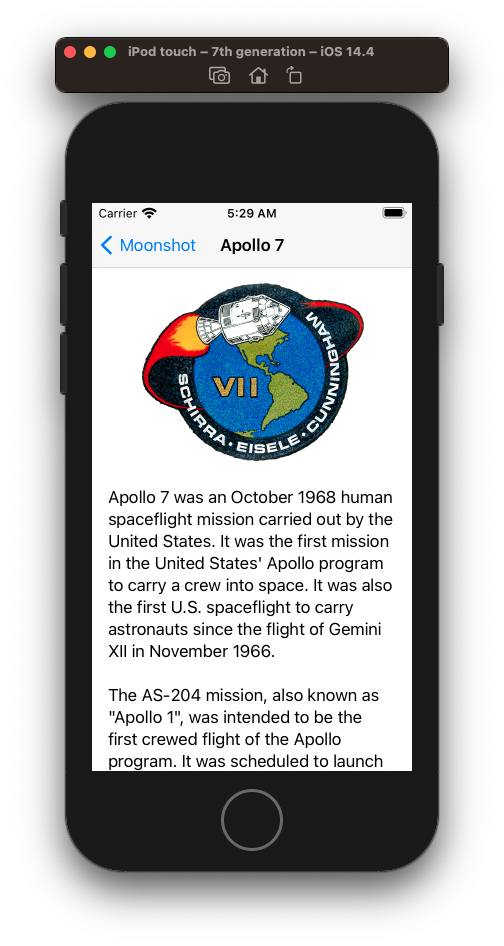 iPod touch – 7th generation – iOS 14.4
Carrier 5:29 AM
Moonshot Apollo 7
VII
SCHIRRA • EISELE • CUNNINGHAM
Apollo 7 was an October 1968 human
spaceflight mission carried out by the
United States. It was the first mission
in the United States' Apollo program
to carry a crew into space. It was also
the first U.S. spaceflight to carry
astronauts since the flight of Gemini
XII in November 1966.
The AS-204 mission, also known as
"Apollo 1", was intended to be the
first crewed flight of the Apollo
program. It was scheduled to launch